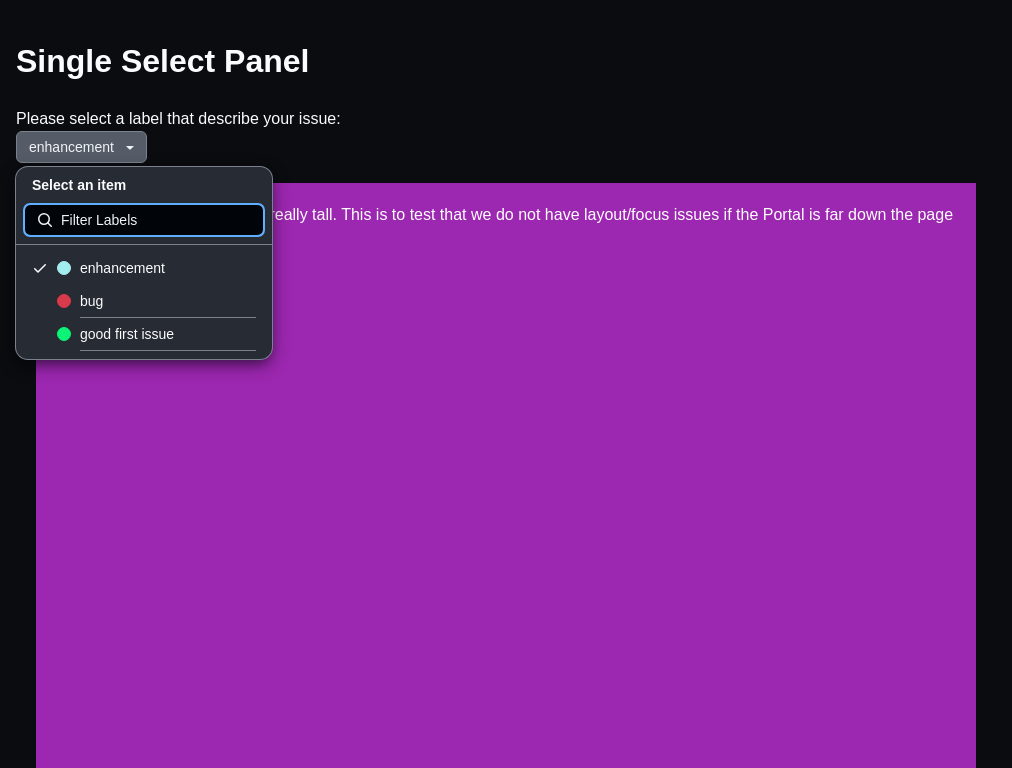 Single Select Panel
Please select a label that describe your issue:
enhancement
Select an item
Filter Labels
really tall. This is to test that we do not have layout/focus issues if the Portal is far down the page
enhancement
bug
good first issue